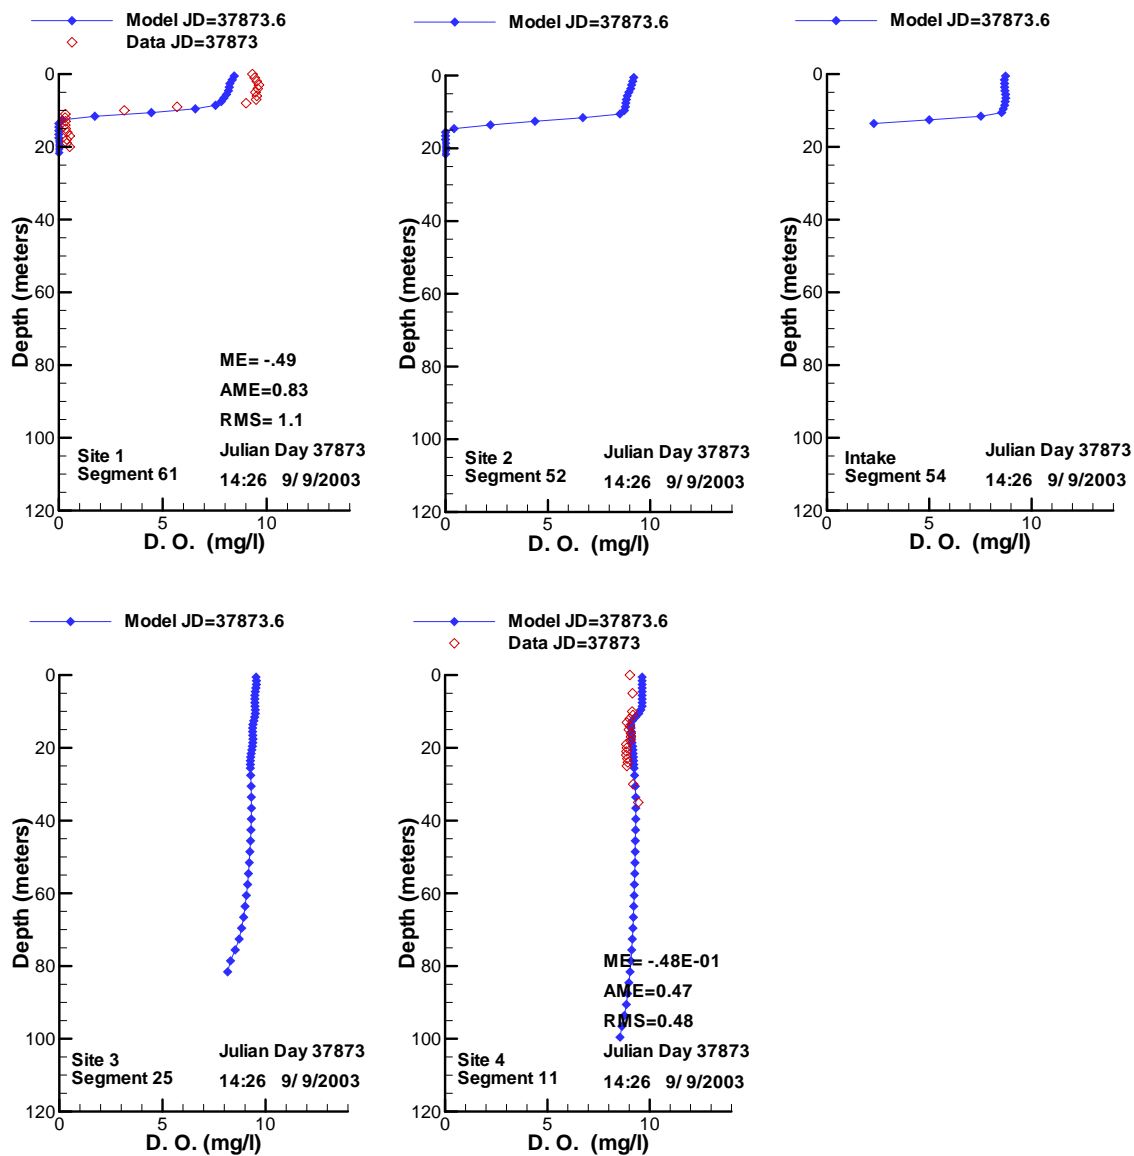 Model JD=37873.6
Data JD=37873
0
20
40
60
80
100
120
Depth (meters)
ME= -.49
AME=0.83
RMS= 1.1
Site 1
Segment 61
Julian Day 37873
14:26 9/ 9/2003
0
5
10
D. O. (mg/l)
Model JD=37873.6
0
20
40
60
80
100
120
Depth (meters)
Site 2
Segment 52
Julian Day 37873
14:26 9/ 9/2003
0
5
10
D. O. (mg/l)
Model JD=37873.6
0
20
40
60
80
100
120
Depth (meters)
Intake
Segment 54
Julian Day 37873
14:26 9/ 9/2003
0
5
10
D. O. (mg/l)
Model JD=37873.6
0
20
40
60
80
100
120
Depth (meters)
Site 3
Segment 25
Julian Day 37873
14:26 9/ 9/2003
0
5
10
D. O. (mg/l)
Model JD=37873.6
Data JD=37873
0
20
40
60
80
100
120
Depth (meters)
ME= -.48E-01
AME=0.47
RMS=0.48
Site 4
Segment 11
Julian Day 37873
14:26 9/ 9/2003
0
5
10
D. O. (mg/l)